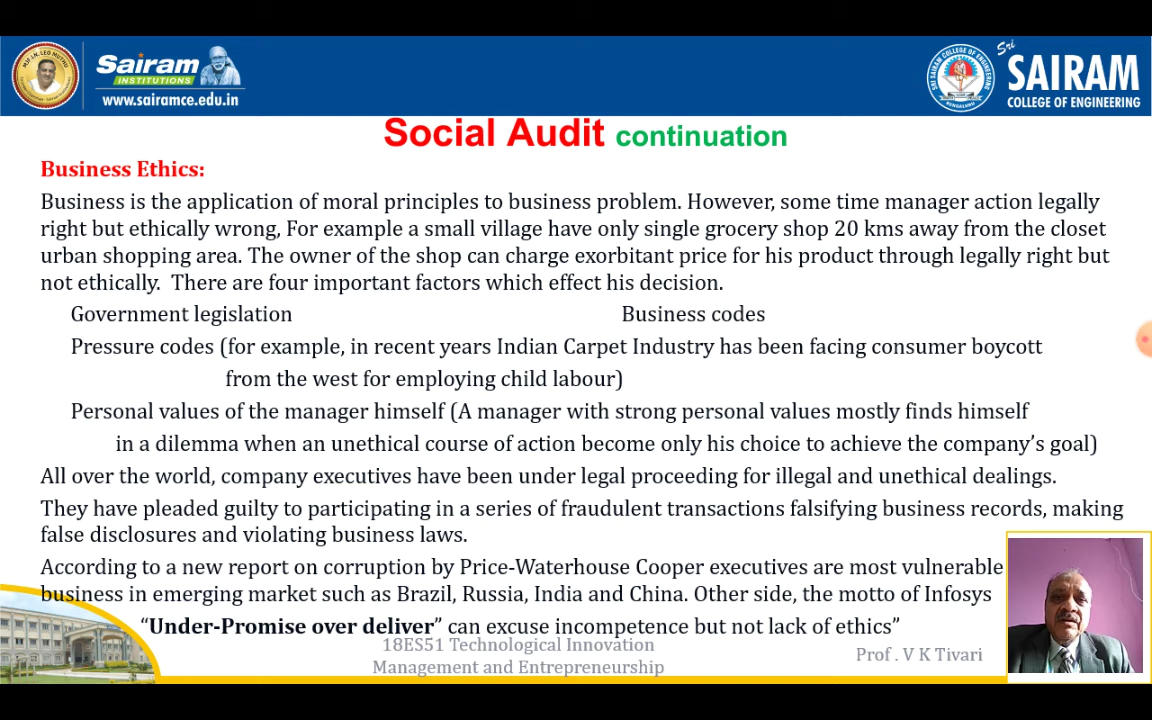 Sairam
INSTITUTIONS
www.sairamce.edu.in
Sri
SAIRAM
COLLEGE OF ENGINEERING
Social Audit continuation
Business Ethics:
Business is the application of moral principles to business problem. However, some time manager action legally
right but ethically wrong, For example a small village have only single grocery shop 20 kms away from the closet
urban shopping area. The owner of the shop can charge exorbitant price for his product through legally right but
not ethically. There are four important factors which effect his decision.
Government legislation Business codes
Pressure codes (for example, in recent years Indian Carpet Industry has been facing consumer boycott
from the west for employing child labour)
Personal values of the manager himself (A manager with strong personal values mostly finds himself
in a dilemma when an unethical course of action become only his choice to achieve the company's goal)
All over the world, company executives have been under legal proceeding for illegal and unethical dealings.
They have pleaded guilty to participating in a series of fraudulent transactions falsifying business records, making
false disclosures and violating business laws.
According to a new report on corruption by Price-Waterhouse Cooper executives are most vulnerable
business in emerging market such as Brazil, Russia, India and China. Other side, the motto of Infosys
“Under-Promise over deliver” can excuse incompetence but not lack of ethics”
18ES51 Technological Innovation
Management and Entrepreneurship
Prof . V K Tivari